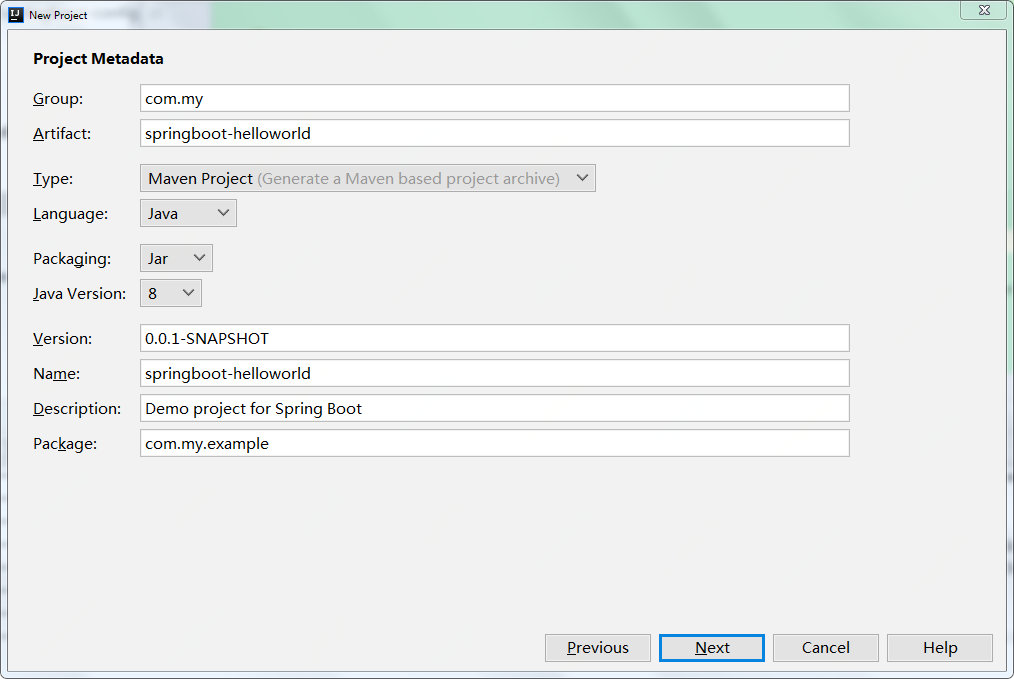 New Project
Project Metadata
Group: com.my
Artifact: springboot-helloworld
Type: Maven Project (Generate a Maven based project archive)
Language: Java
Packaging: Jar
Java Version: 8
Version: 0.0.1-SNAPSHOT
Name: springboot-helloworld
Description: Demo project for Spring Boot
Package: com.my.example
Previous Next Cancel Help